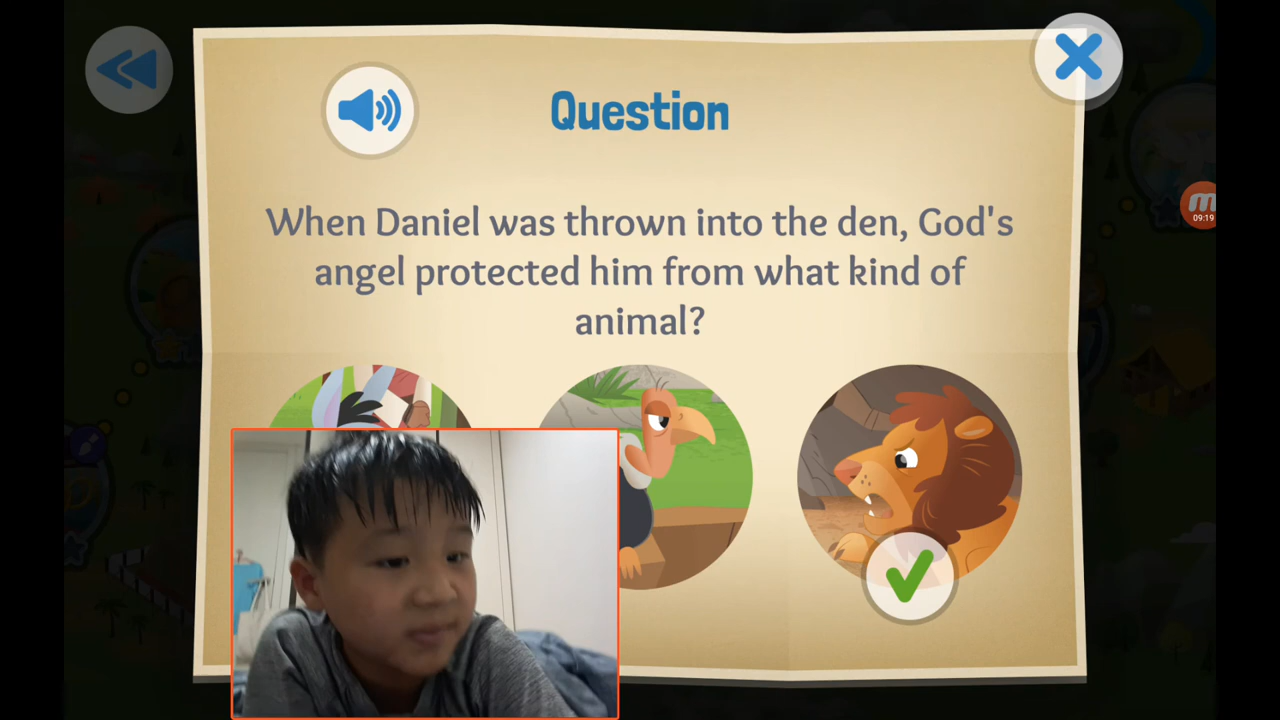 Question
When Daniel was thrown into the den, God's
angel protected him from what kind of
animal?
09:19